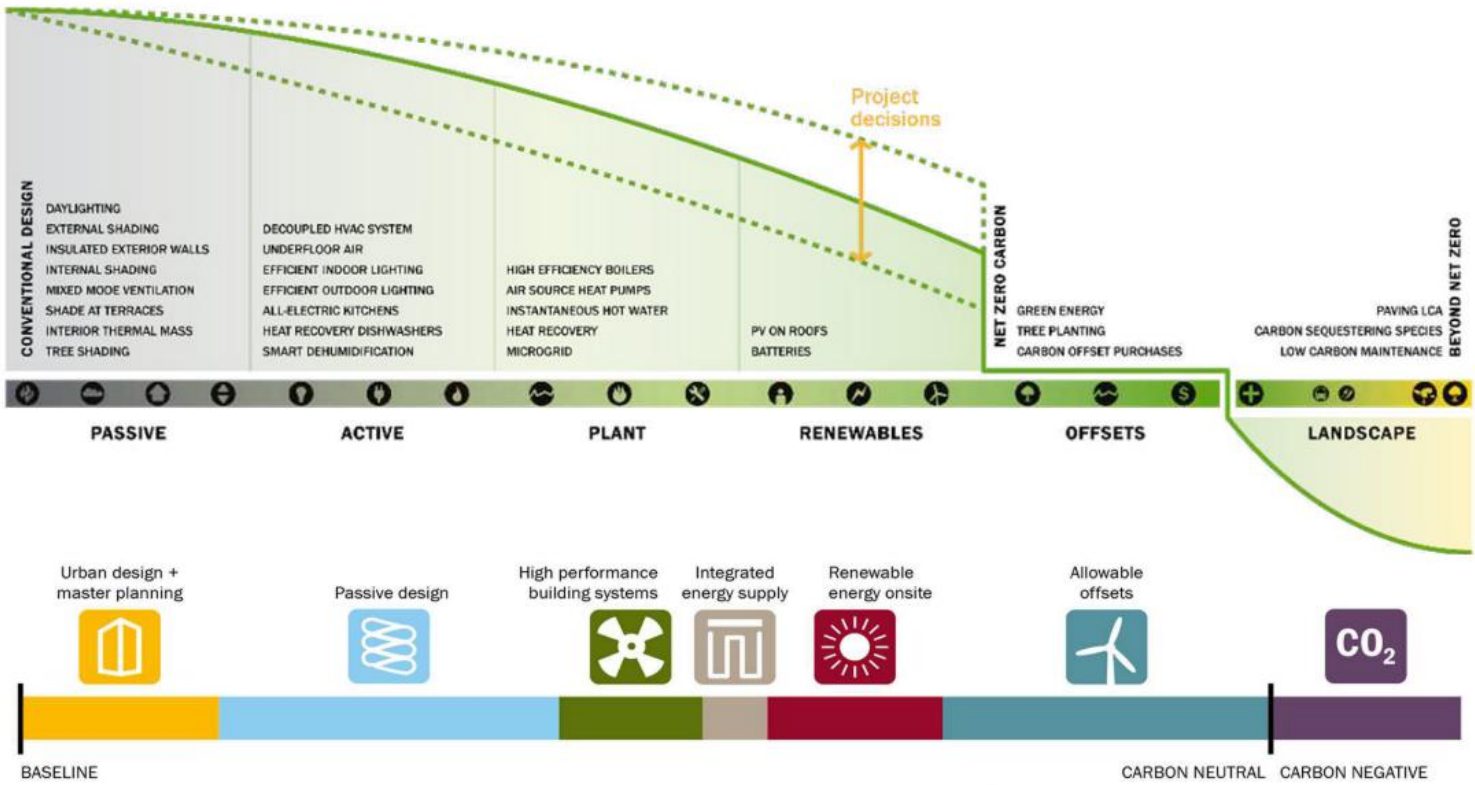 Project
decisions
CONVENTIONAL DESIGN
DAYLIGHTING
EXTERNAL SHADING
INSULATED EXTERIOR WALLS
INTERNAL SHADING
MIXED MODE VENTILATION
SHADE AT TERRACES
INTERIOR THERMAL MASS
TREE SHADING
DECOUPLED HVAC SYSTEM
UNDERFLOOR AIR
EFFICIENT INDOOR LIGHTING
EFFICIENT OUTDOOR LIGHTING
ALL-ELECTRIC KITCHENS
HEAT RECOVERY DISHWASHERS
SMART DEHUMIDIFICATION
HIGH EFFICIENCY BOILERS
AIR SOURCE HEAT PUMPS
INSTANTANEOUS HOT WATER
HEAT RECOVERY
MICROGRID
PV ON ROOFS
BATTERIES
NET ZERO CARBON
GREEN ENERGY
TREE PLANTING
CARBON OFFSET PURCHASES
PAVING LCA
CARBON SEQUESTERING SPECIES
LOW CARBON MAINTENANCE
BEYOND NET ZERO
$
PASSIVE
ACTIVE
PLANT
RENEWABLES
OFFSETS
LANDSCAPE
Urban design +
master planning
Passive design
High performance
building systems
Integrated
energy supply
Renewable
energy onsite
Allowable
offsets
CO₂
BASELINE
CARBON NEUTRAL
CARBON NEGATIVE